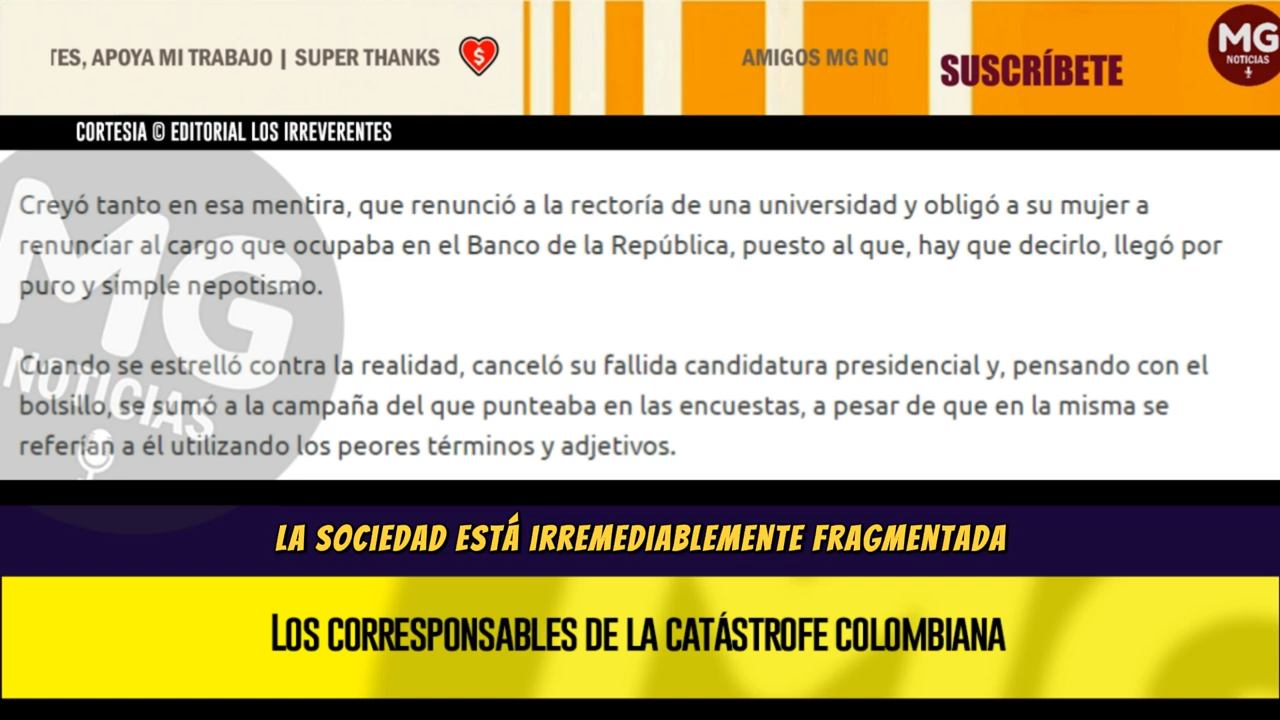 TES, APOYA MI TRABAJO | SUPER THANKS
$
AMIGOS MG NO
SUSCRÍBETE
MG
NOTICIAS
CORTESIA © EDITORIAL LOS IRREVERENTES
Creyó tanto en esa mentira, que renunció a la rectoría de una universidad y obligó a su mujer a
renunciar al cargo que ocupaba en el Banco de la República, puesto al que, hay que decirlo, llegó por
puro y simple nepotismo.
Cuando se estrelló contra la realidad, canceló su fallida candidatura presidencial y, pensando con el
bolsillo, se sumó a la campaña del que punteaba en las encuestas, a pesar de que en la misma se
referían a él utilizando los peores términos y adjetivos.
MG
NOTICIAS
LA SOCIEDAD ESTÁ IRREMEDIABLEMENTE FRAGMENTADA
LOS CORRESPONSABLES DE LA CATÁSTROFE COLOMBIANA